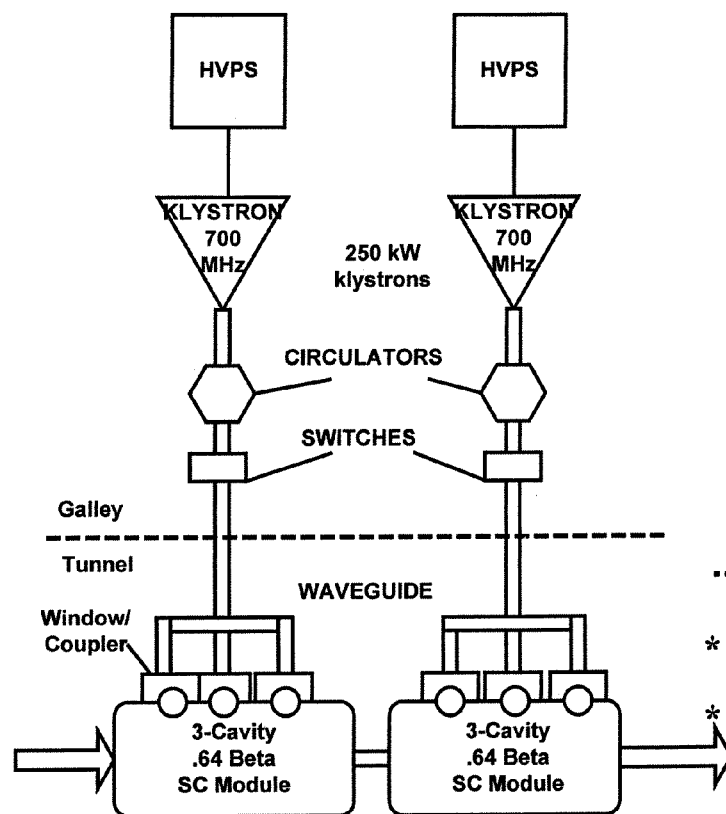 HVPS
HVPS
KLYSTRON
700
MHz
KLYSTRON
700
MHz
250 kW
klystrons
CIRCULATORS
SWITCHES
Galley
Tunnel
WAVEGUIDE
Window/
Coupler
*
*
3-Cavity
.64 Beta
SC Module
3-Cavity
.64 Beta
SC Module